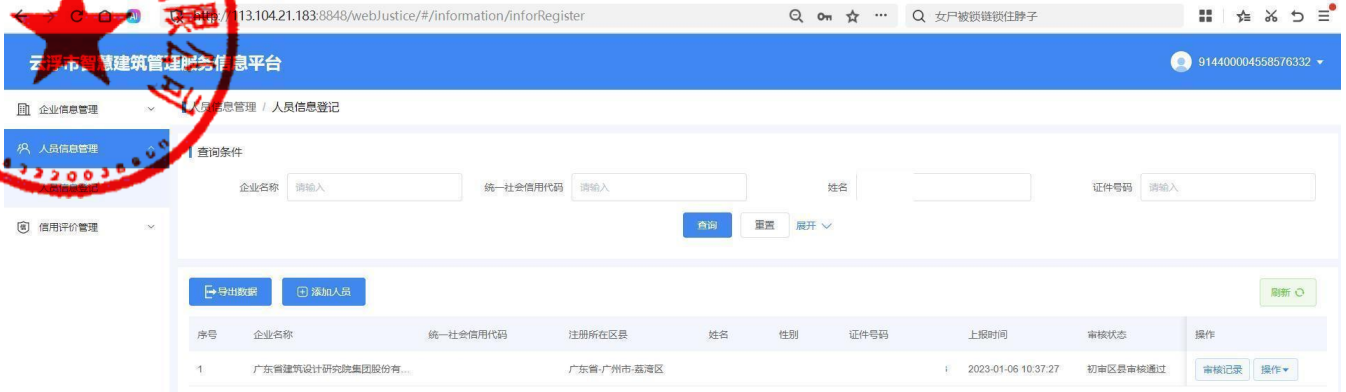 http://113.104.21.183:8848/webJustice/#/information/inforRegister
女尸被锁链锁住脖子
云浮市智慧建筑管理服务信息平台
914400004558576332
企业信息管理
人员信息管理 / 人员信息登记
人员信息管理
查询条件
人员信息登记
企业名称 请输入 统一社会信用代码 请输入 姓名 证件号码 请输入
信用评价管理
查询 重置 展开
导出数据 添加人员 刷新
序号 企业名称 统一社会信用代码 注册所在区县 姓名 性别 证件号码 上报时间 审核状态 操作
1 广东省建筑设计研究院集团股份有... 广东省-广州市-荔湾区 2023-01-06 10:37:27 初审区县审核通过 审核记录 操作